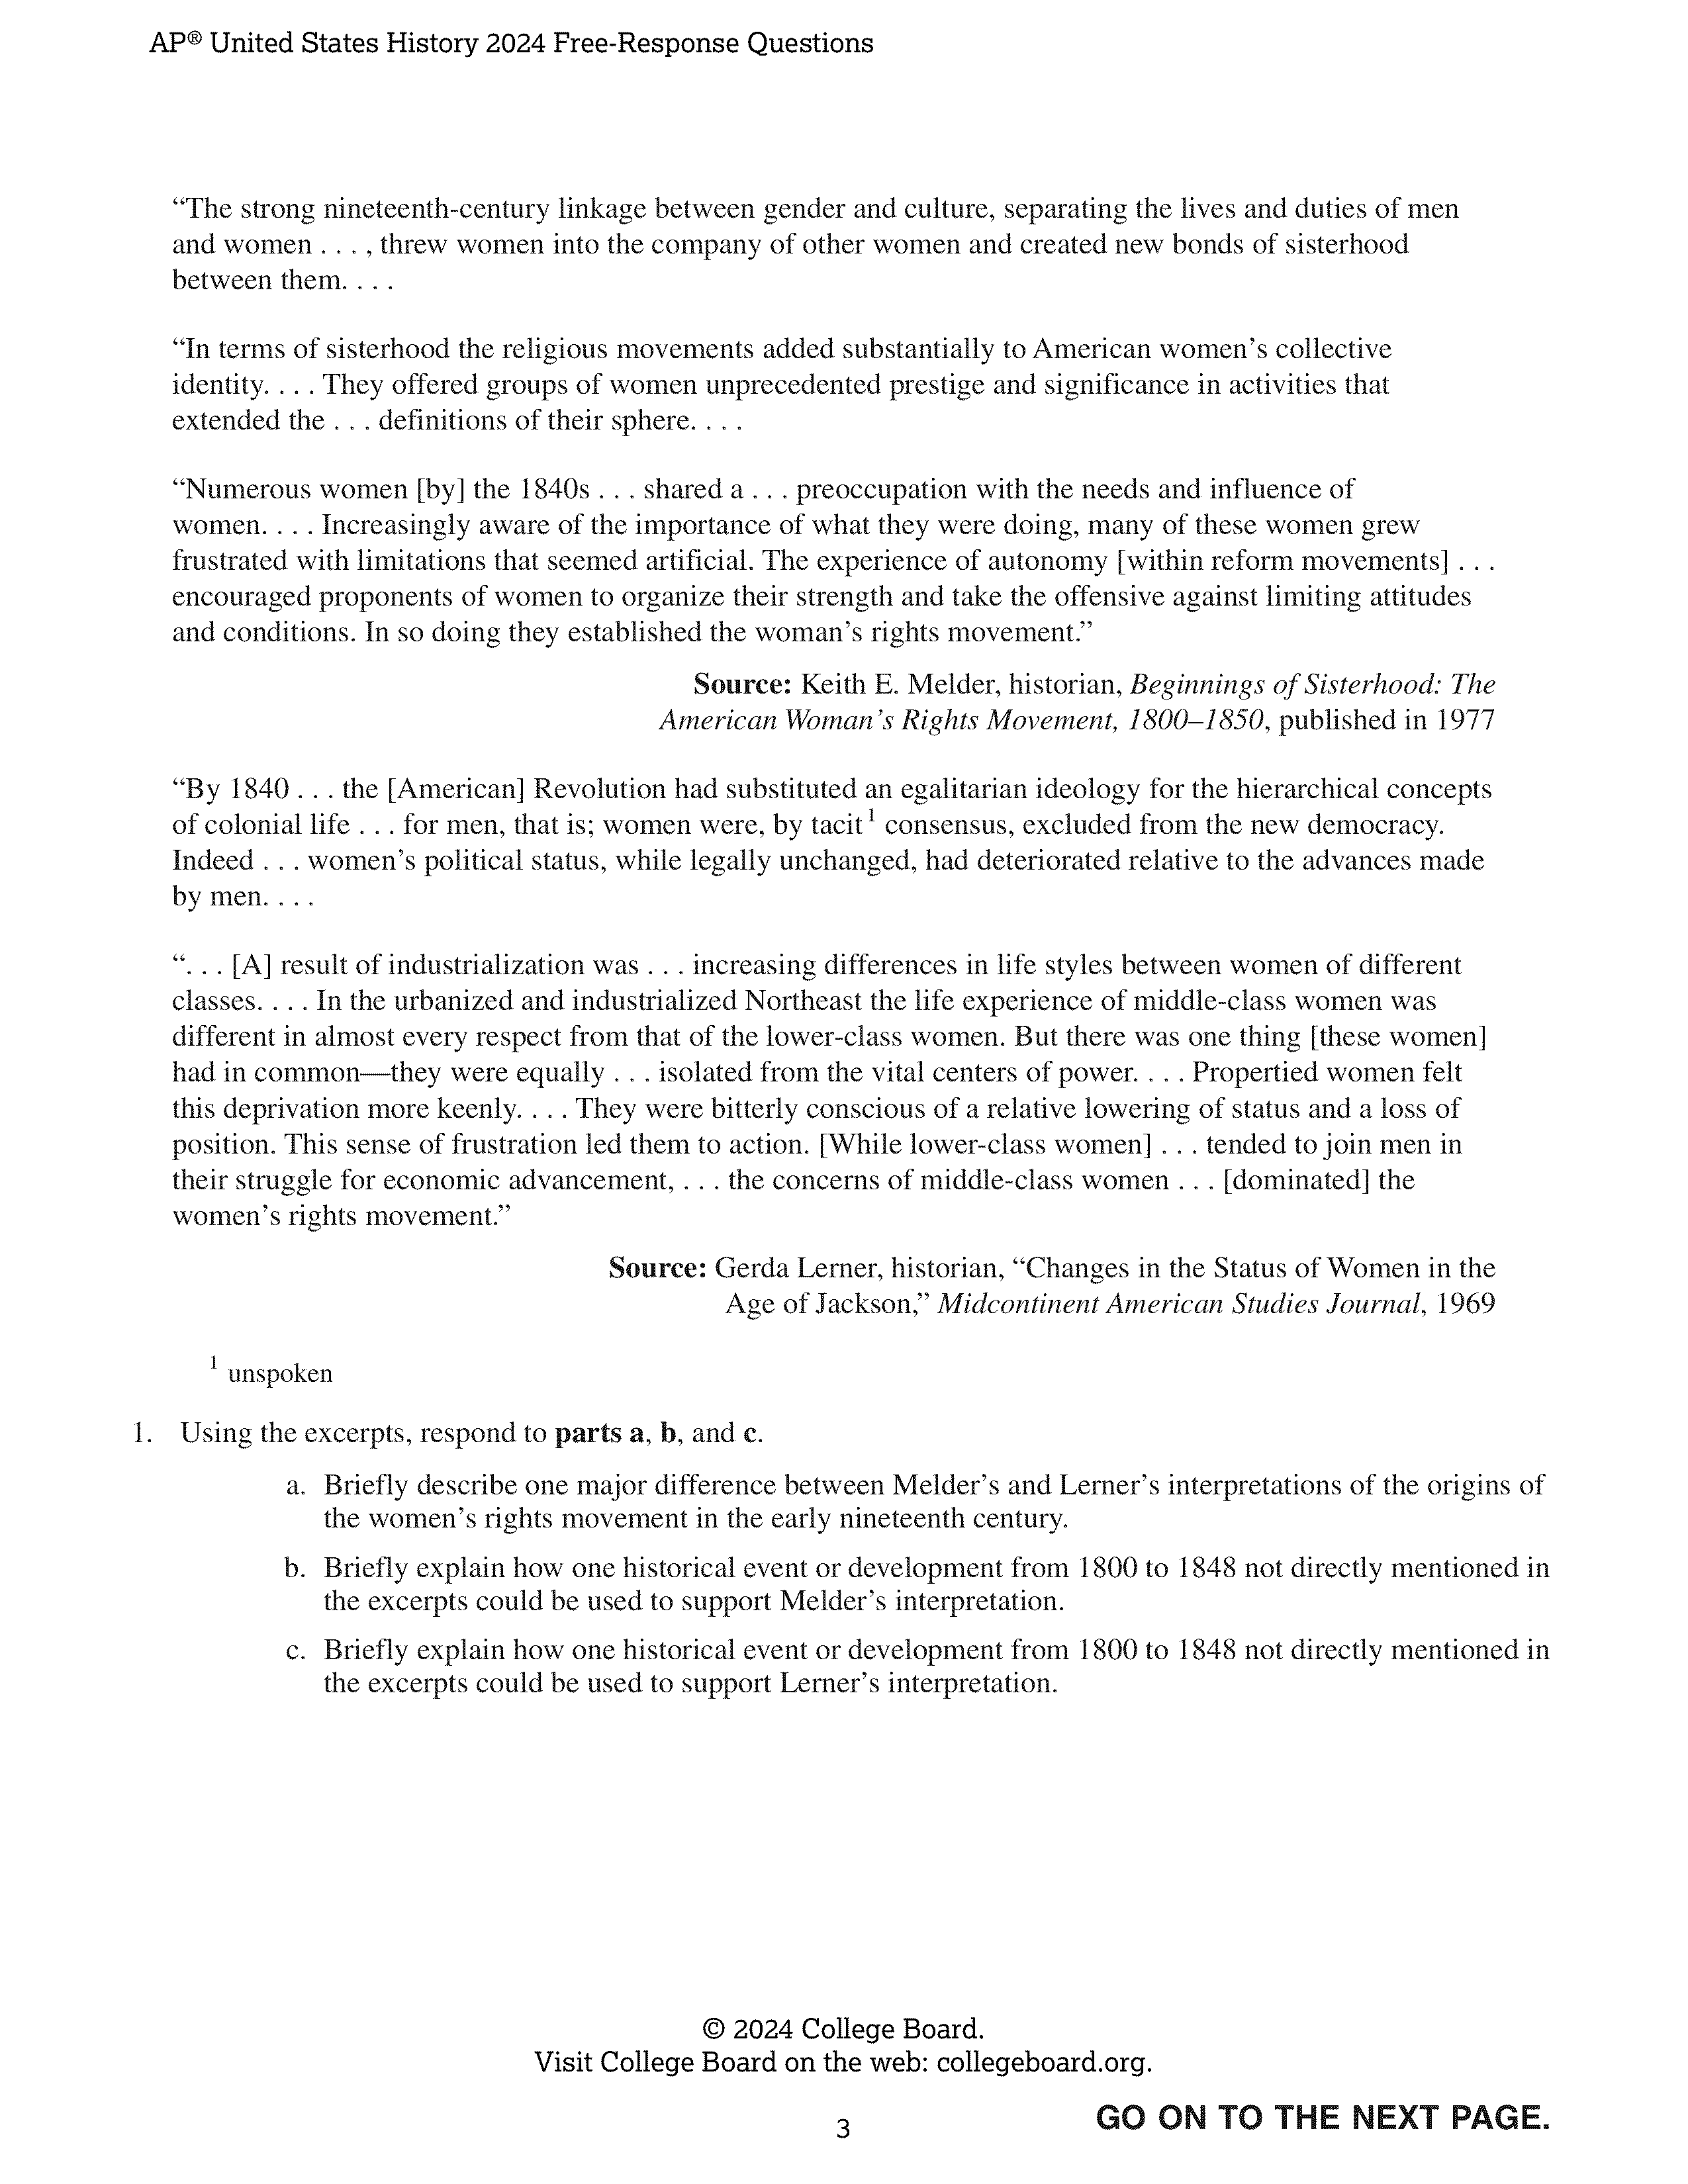 AP® United States History 2024 Free-Response Questions
“The strong nineteenth-century linkage between gender and culture, separating the lives and duties of men
and women . . . , threw women into the company of other women and created new bonds of sisterhood
between them. . . .
“In terms of sisterhood the religious movements added substantially to American women’s collective
identity. . . . They offered groups of women unprecedented prestige and significance in activities that
extended the . . . definitions of their sphere. . . .
“Numerous women [by] the 1840s . . . shared a . . . preoccupation with the needs and influence of
women. . . . Increasingly aware of the importance of what they were doing, many of these women grew
frustrated with limitations that seemed artificial. The experience of autonomy [within reform movements] . . .
encouraged proponents of women to organize their strength and take the offensive against limiting attitudes
and conditions. In so doing they established the woman’s rights movement.”
Source: Keith E. Melder, historian, Beginnings of Sisterhood: The
American Woman’s Rights Movement, 1800–1850, published in 1977
“By 1840 . . . the [American] Revolution had substituted an egalitarian ideology for the hierarchical concepts
of colonial life . . . for men, that is; women were, by tacit¹ consensus, excluded from the new democracy.
Indeed . . . women’s political status, while legally unchanged, had deteriorated relative to the advances made
by men. . . .
“. . . [A] result of industrialization was . . . increasing differences in life styles between women of different
classes. . . . In the urbanized and industrialized Northeast the life experience of middle-class women was
different in almost every respect from that of the lower-class women. But there was one thing [these women]
had in common—they were equally . . . isolated from the vital centers of power. . . . Propertied women felt
this deprivation more keenly. . . . They were bitterly conscious of a relative lowering of status and a loss of
position. This sense of frustration led them to action. [While lower-class women] . . . tended to join men in
their struggle for economic advancement, . . . the concerns of middle-class women . . . [dominated] the
women’s rights movement.”
Source: Gerda Lerner, historian, “Changes in the Status of Women in the
Age of Jackson,” Midcontinent American Studies Journal, 1969
¹ unspoken
1. Using the excerpts, respond to parts a, b, and c.
a. Briefly describe one major difference between Melder’s and Lerner’s interpretations of the origins of
the women’s rights movement in the early nineteenth century.
b. Briefly explain how one historical event or development from 1800 to 1848 not directly mentioned in
the excerpts could be used to support Melder’s interpretation.
c. Briefly explain how one historical event or development from 1800 to 1848 not directly mentioned in
the excerpts could be used to support Lerner’s interpretation.
© 2024 College Board.
Visit College Board on the web: collegeboard.org.
GO ON TO THE NEXT PAGE.
3